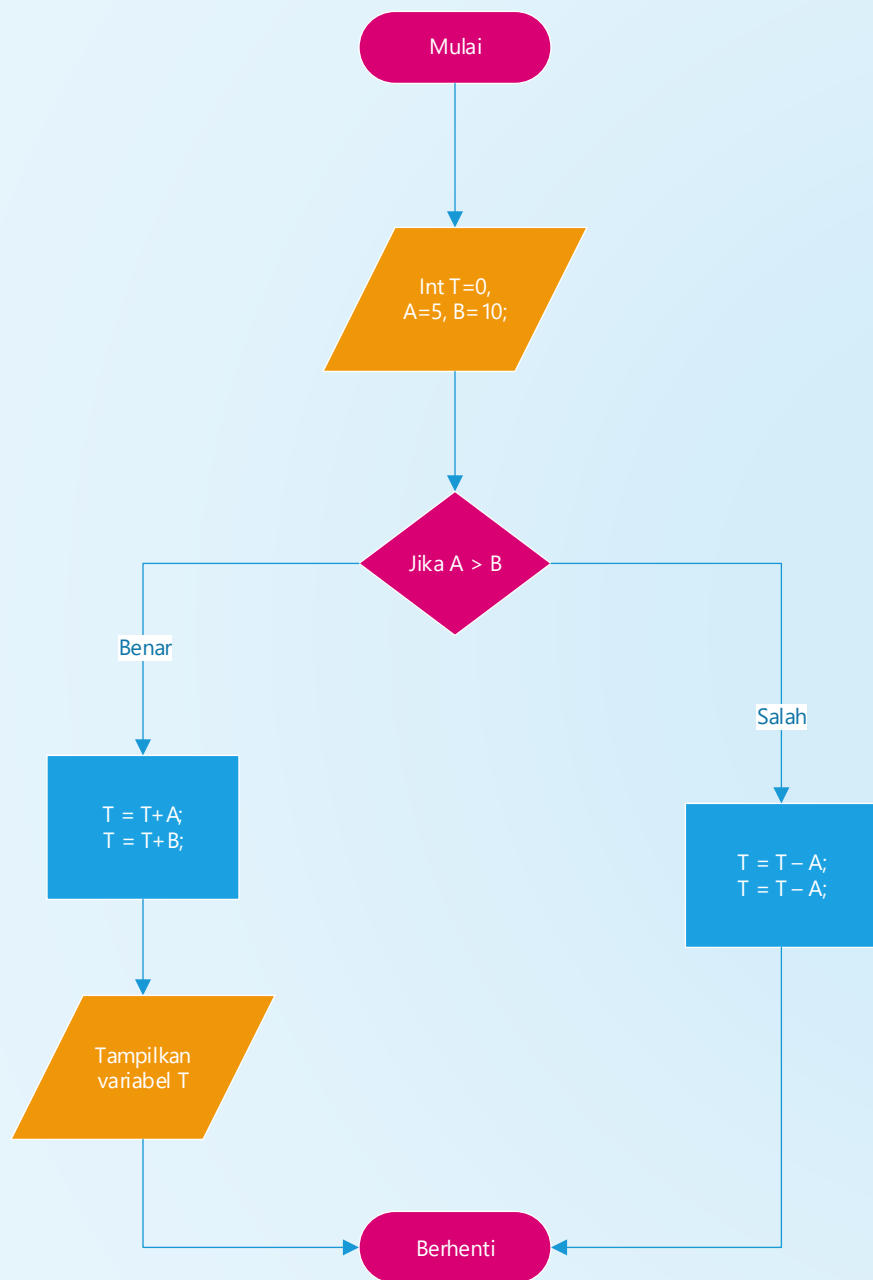 Mulai
Int T=0,
A=5, B=10;
Jika A > B
Benar
Salah
T = T+A;
T = T+B;
T = T – A;
T = T – A;
Tampilkan
variabel T
Berhenti